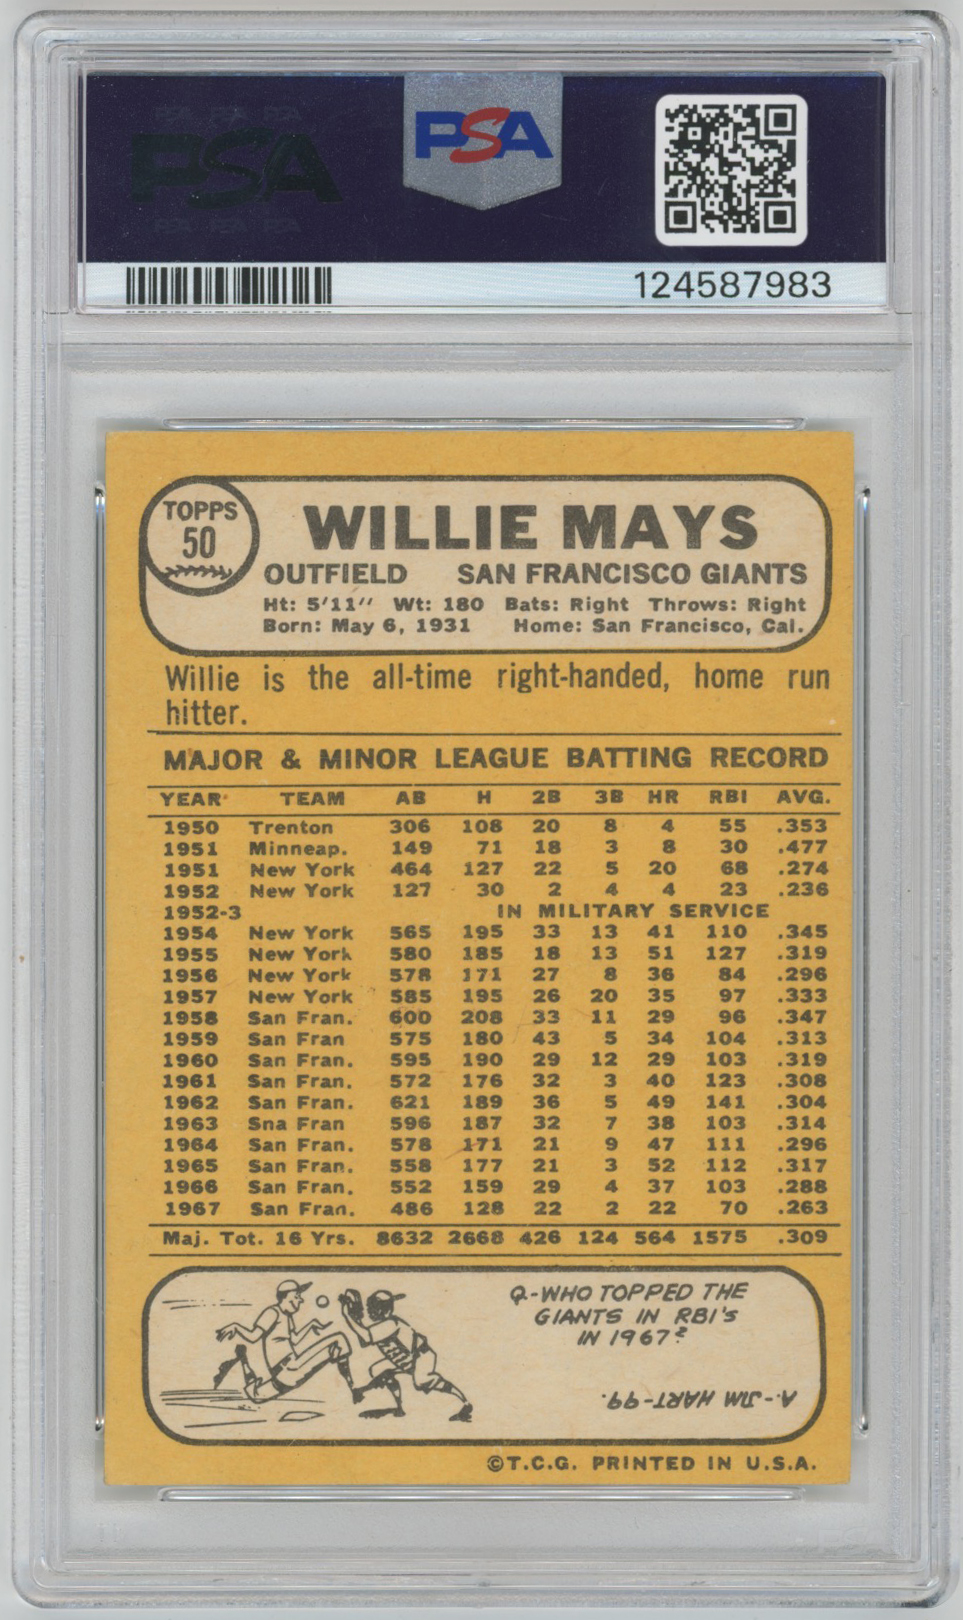 PSA PSA PSA
PSA
PSA PSA PSA
PSA
124587983
TOPPS
50
WILLIE MAYS
OUTFIELD SAN FRANCISCO GIANTS
Ht: 5'11" Wt: 180 Bats: Right Throws: Right
Born: May 6, 1931 Home: San Francisco, Cal.
Willie is the all-time right-handed, home run
hitter.
MAJOR & MINOR LEAGUE BATTING RECORD
YEAR TEAM AB H 2B 3B HR RBI AVG.
1950 Trenton 306 108 20 8 4 55 .353
1951 Minneap. 149 71 18 3 8 30 .477
1951 New York 464 127 22 5 20 68 .274
1952 New York 127 30 2 4 4 23 .236
1952-3 IN MILITARY SERVICE
1954 New York 565 195 33 13 41 110 .345
1955 New York 580 185 18 13 51 127 .319
1956 New York 578 171 27 8 36 84 .296
1957 New York 585 195 26 20 35 97 .333
1958 San Fran. 600 208 33 11 29 96 .347
1959 San Fran 575 180 43 5 34 104 .313
1960 San Fran. 595 190 29 12 29 103 .319
1961 San Fran. 572 176 32 3 40 123 .308
1962 San Fran. 621 189 36 5 49 141 .304
1963 Sna Fran 596 187 32 7 38 103 .314
1964 San Fran. 578 171 21 9 47 111 .296
1965 San Fran. 558 177 21 3 52 112 .317
1966 San Fran. 552 159 29 4 37 103 .288
1967 San Fran. 486 128 22 2 22 70 .263
Maj. Tot. 16 Yrs. 8632 2668 426 124 564 1575 .309
Q.-WHO TOPPED THE
GIANTS IN RBI'S
IN 1967?
A.-JIM HART-99.
©T.C.G. PRINTED IN U.S.A.